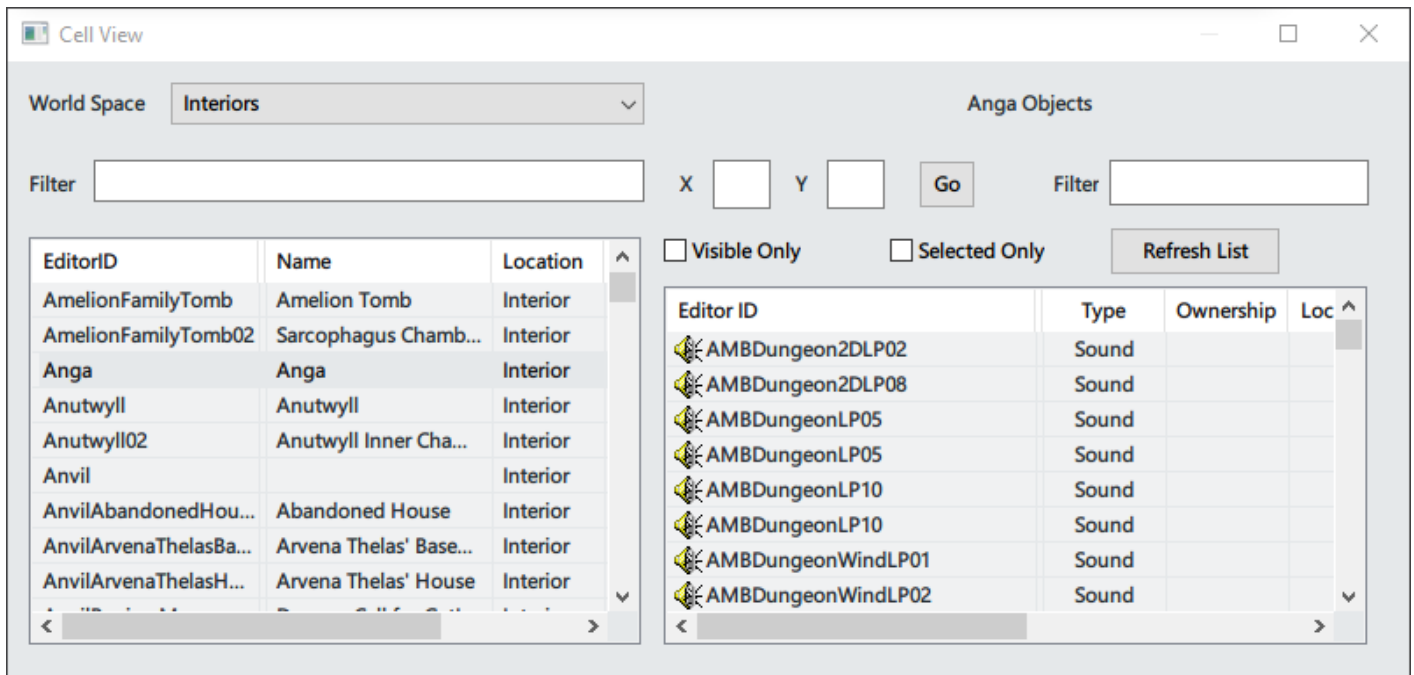 Cell View
World Space Interiors Anga Objects
Filter X Y Go Filter
Visible Only Selected Only Refresh List
EditorID Name Location
AmelionFamilyTomb Amelion Tomb Interior
AmelionFamilyTomb02 Sarcophagus Chamb... Interior
Anga Anga Interior
Anutwyll Anutwyll Interior
Anutwyll02 Anutwyll Inner Cha... Interior
Anvil Interior
AnvilAbandonedHou... Abandoned House Interior
AnvilArvenaThelasBa... Arvena Thelas' Base... Interior
AnvilArvenaThelasH... Arvena Thelas' House Interior
Editor ID Type Ownership Loc
AMBDungeon2DLP02 Sound
AMBDungeon2DLP08 Sound
AMBDungeonLP05 Sound
AMBDungeonLP05 Sound
AMBDungeonLP10 Sound
AMBDungeonLP10 Sound
AMBDungeonWindLP01 Sound
AMBDungeonWindLP02 Sound